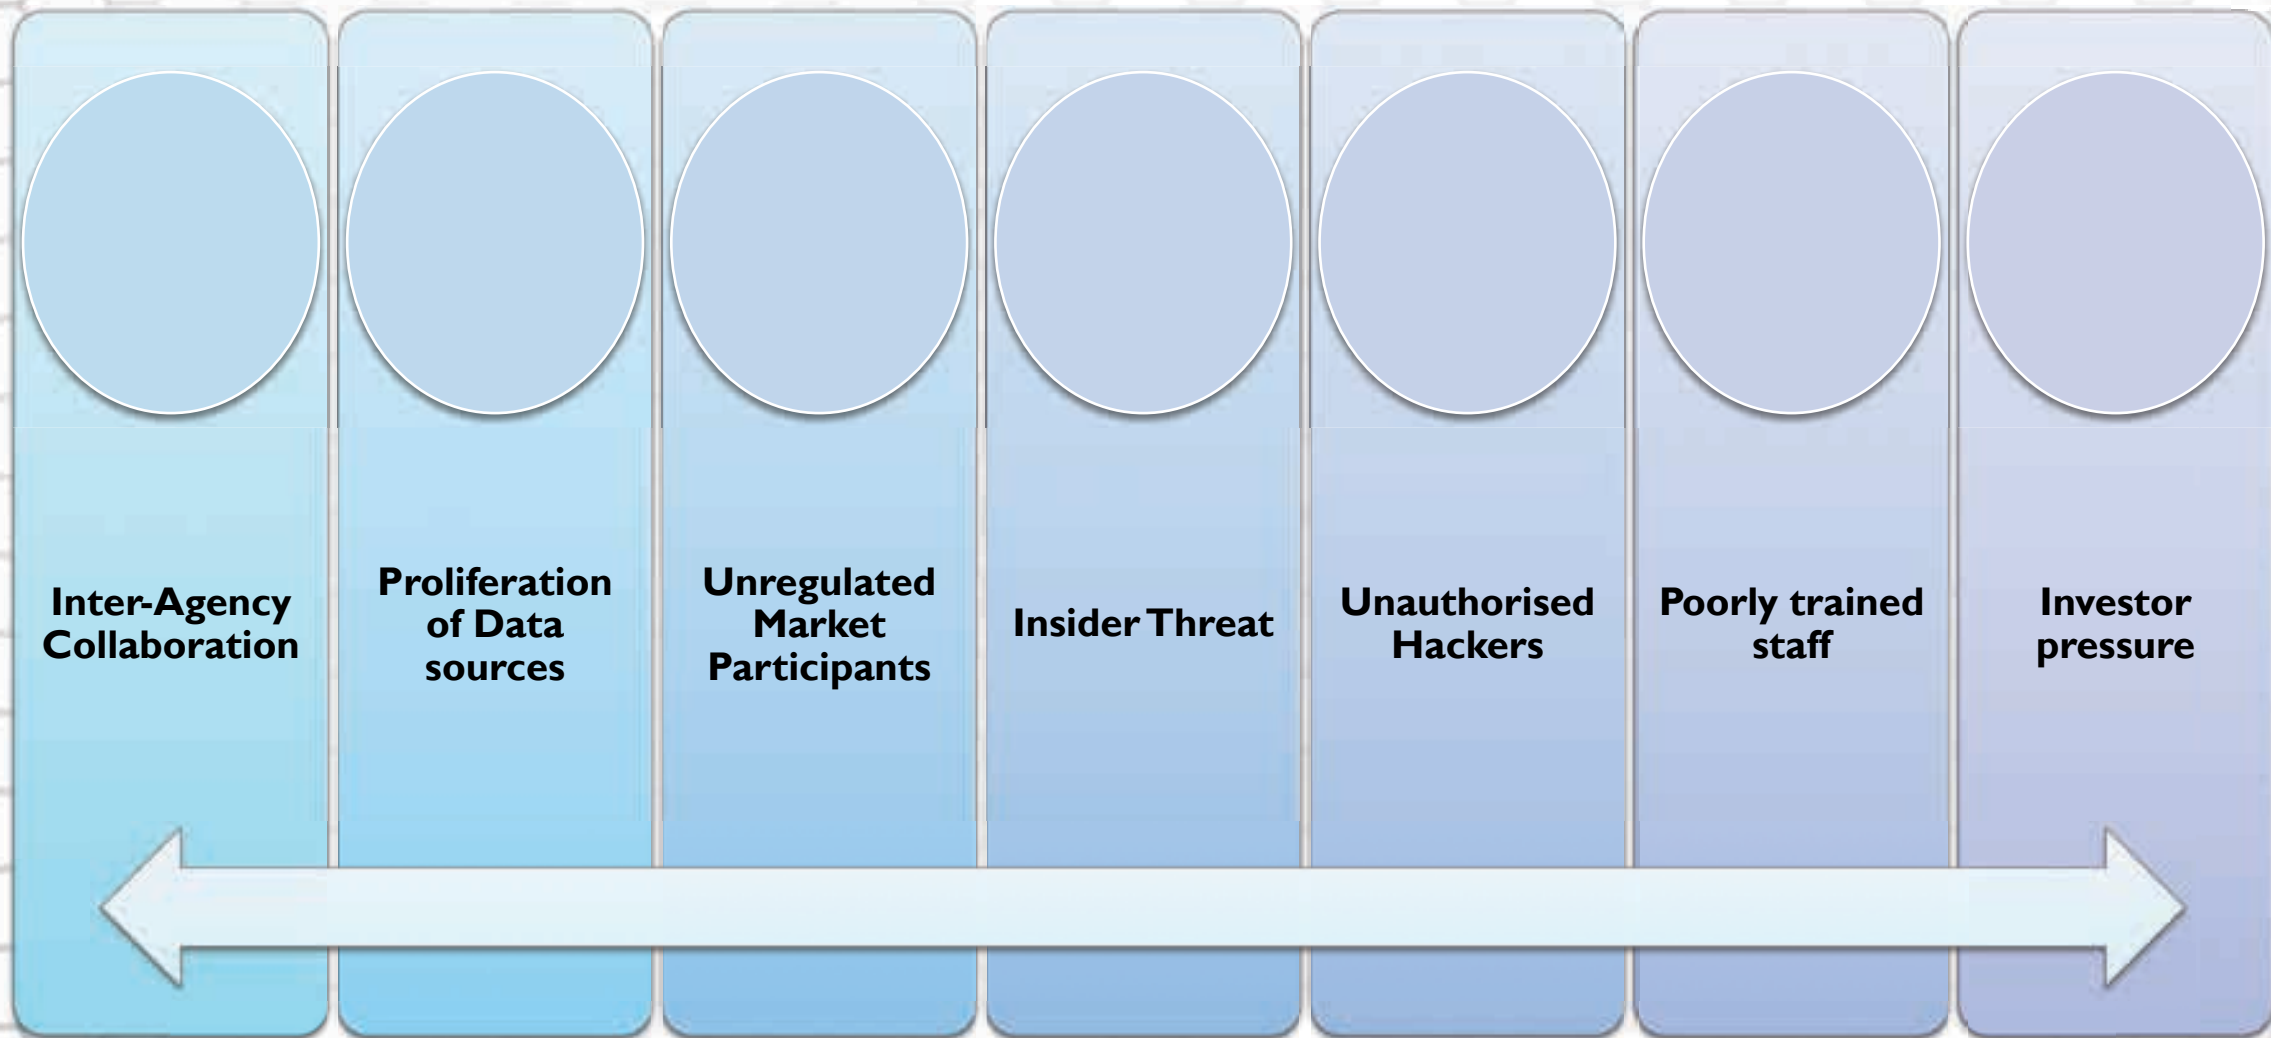 Inter-Agency
Collaboration
Proliferation
of Data
sources
Unregulated
Market
Participants
Insider Threat
Unauthorised
Hackers
Poorly trained
staff
Investor
pressure